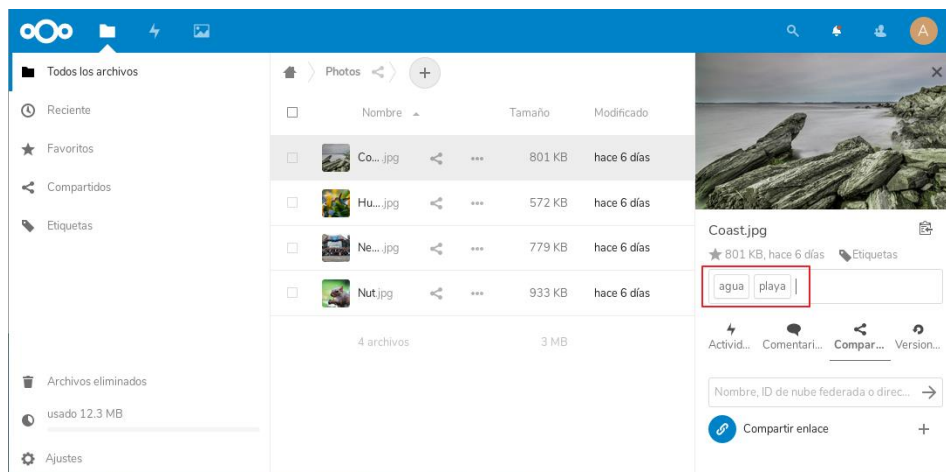 A
Todos los archivos
Reciente
Favoritos
Compartidos
Etiquetas
Archivos eliminados
usado 12.3 MB
Ajustes
Photos
Nombre Tamaño Modificado
Co... .jpg 801 KB hace 6 días
Hu... .jpg 572 KB hace 6 días
Ne... .jpg 779 KB hace 6 días
Nut.jpg 933 KB hace 6 días
4 archivos 3 MB
Coast.jpg
801 KB, hace 6 días Etiquetas
agua playa
Activid... Comentari... Compar... Version...
Nombre, ID de nube federada o direc...
Compartir enlace